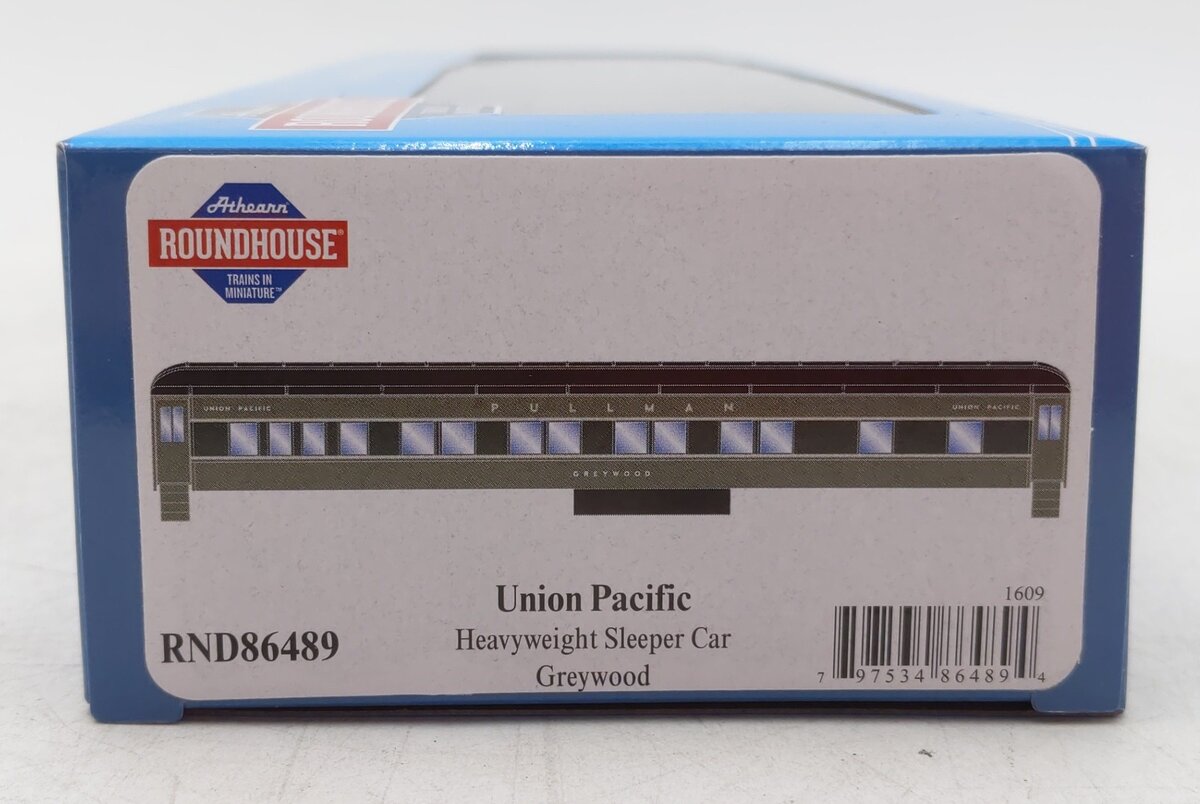 Athearn
ROUNDHOUSE®
TRAINS IN
MINIATURE™
UNION PACIFIC PULLMAN UNION PACIFIC
GREYWOOD
Union Pacific
Heavyweight Sleeper Car
Greywood
RND86489
1609
7 97534 86489 4